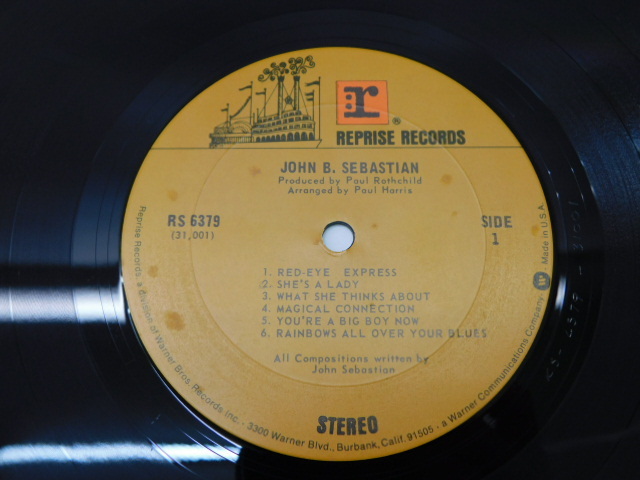 r
®
REPRISE RECORDS
JOHN B. SEBASTIAN
Produced by Paul Rothchild
Arranged by Paul Harris
RS 6379
(31,001)
SIDE
1
1. RED-EYE EXPRESS
2. SHE'S A LADY
3. WHAT SHE THINKS ABOUT
4. MAGICAL CONNECTION
5. YOU'RE A BIG BOY NOW
6. RAINBOWS ALL OVER YOUR BLUES
All Compositions written by
John Sebastian
STEREO
Reprise Records, a division of Warner Bros. Records Inc. · 3300 Warner Blvd., Burbank, Calif. 91505 · a Warner Communications Company · W Made in U.S.A.